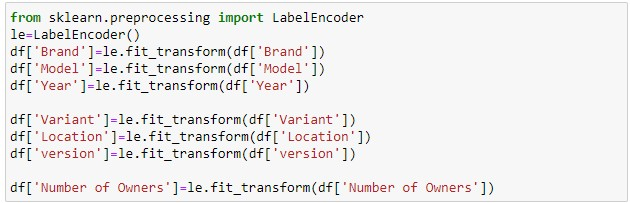 from sklearn.preprocessing import LabelEncoder
le=LabelEncoder()
df['Brand']=le.fit_transform(df['Brand'])
df['Model']=le.fit_transform(df['Model'])
df['Year']=le.fit_transform(df['Year'])
df['Variant']=le.fit_transform(df['Variant'])
df['Location']=le.fit_transform(df['Location'])
df['version']=le.fit_transform(df['version'])
df['Number of Owners']=le.fit_transform(df['Number of Owners'])